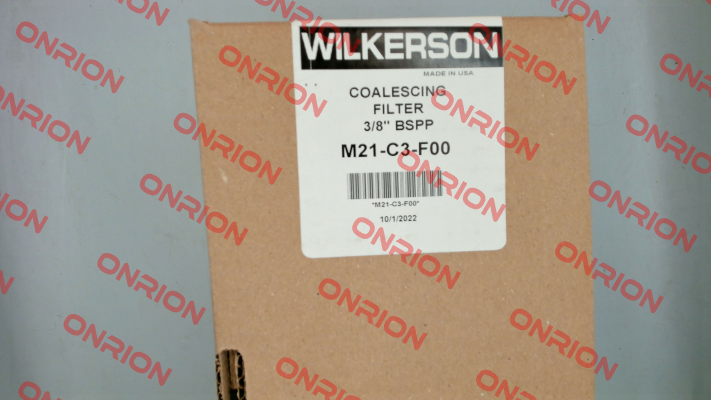 WILKERSON
MADE IN USA
COALESCING
FILTER
3/8" BSPP
M21-C3-F00
*M21-C3-F00*
10/1/2022
ONRION